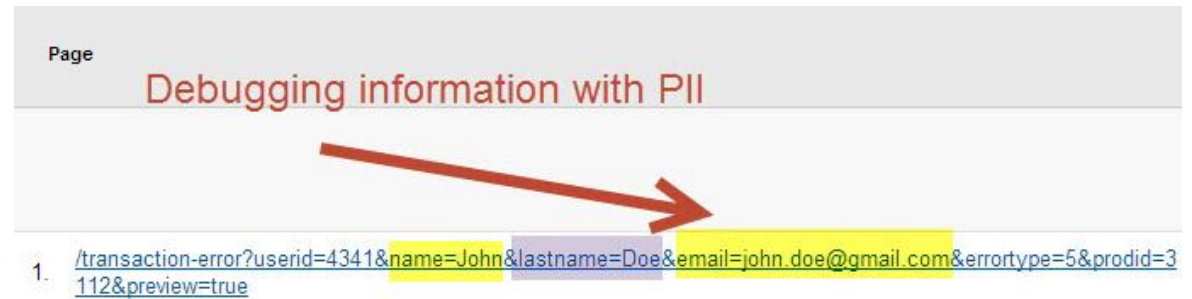 Page
Debugging information with PII
1. /transaction-error?userid=4341&name=John&lastname=Doe&email=john.doe@gmail.com&errortype=5&prodid=3
112&preview=true